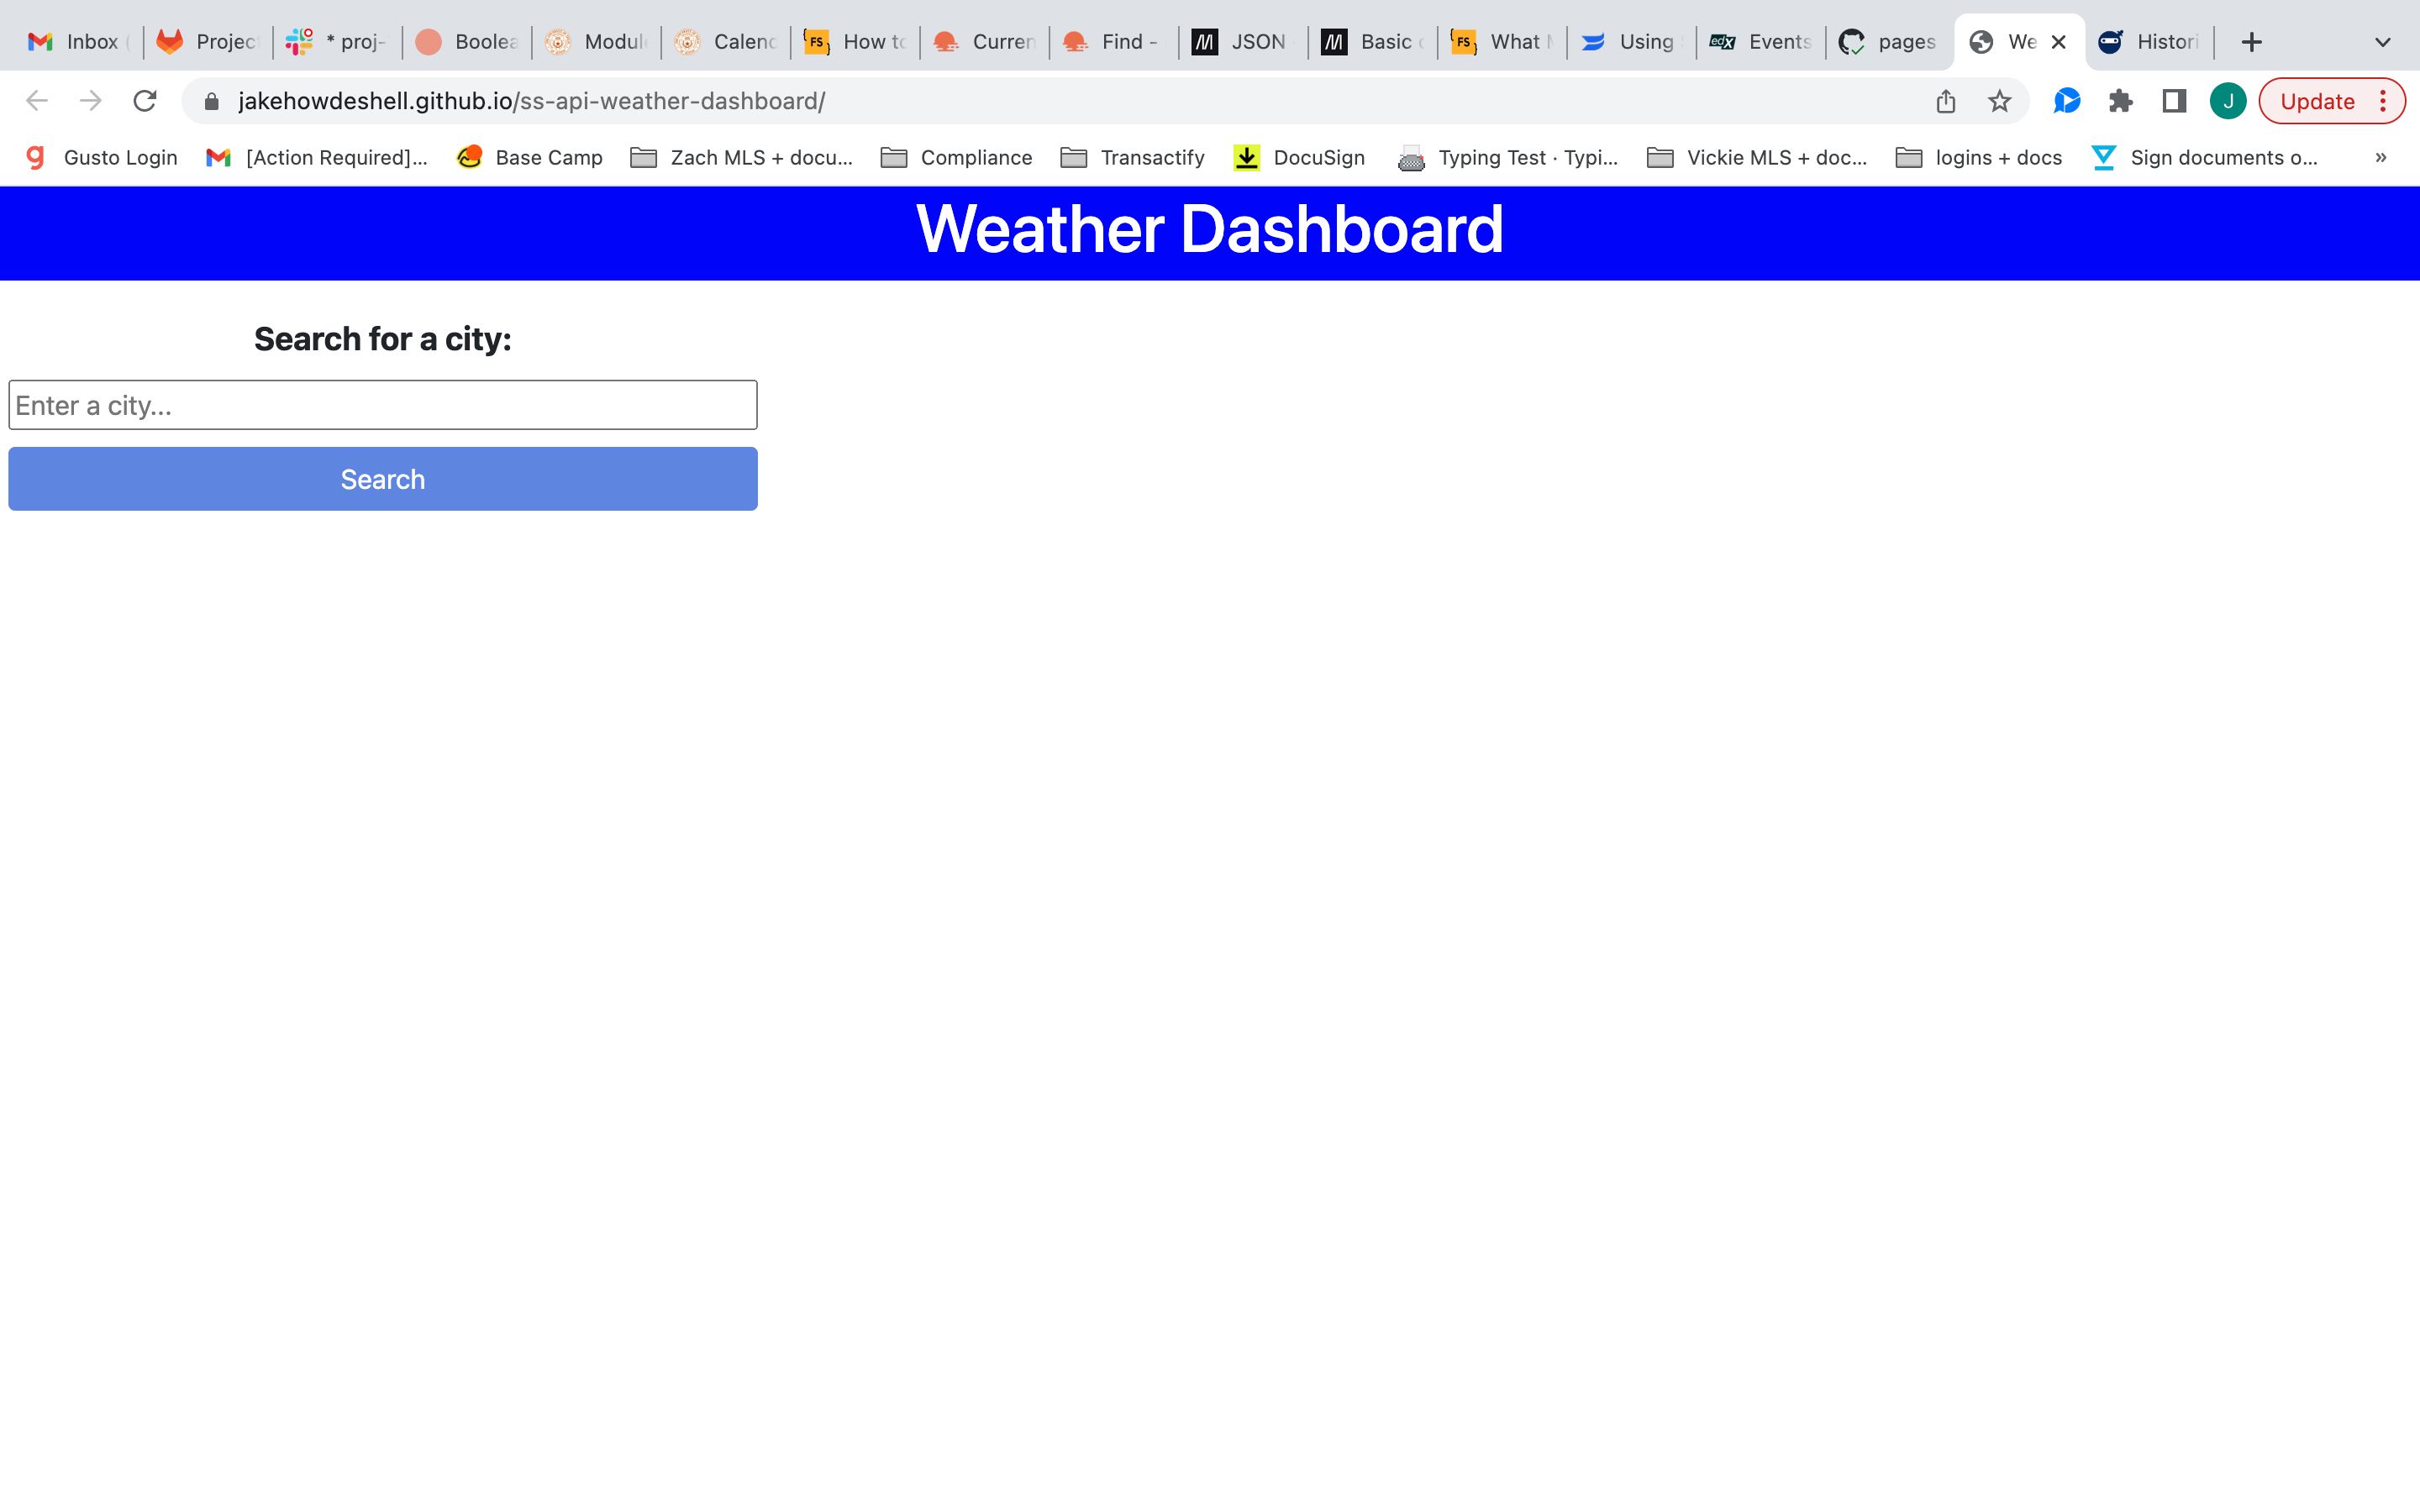 Inbox ( Projec * proj- Boolea Modul Calenc How to Curren Find - JSON Basic What Using Events pages We Histori
jakehowdeshell.github.io/ss-api-weather-dashboard/ J Update
g Gusto Login [Action Required]... Base Camp Zach MLS + docu... Compliance Transactify DocuSign Typing Test · Typi... Vickie MLS + doc... logins + docs Sign documents o... »
Weather Dashboard
Search for a city:
Enter a city...
Search